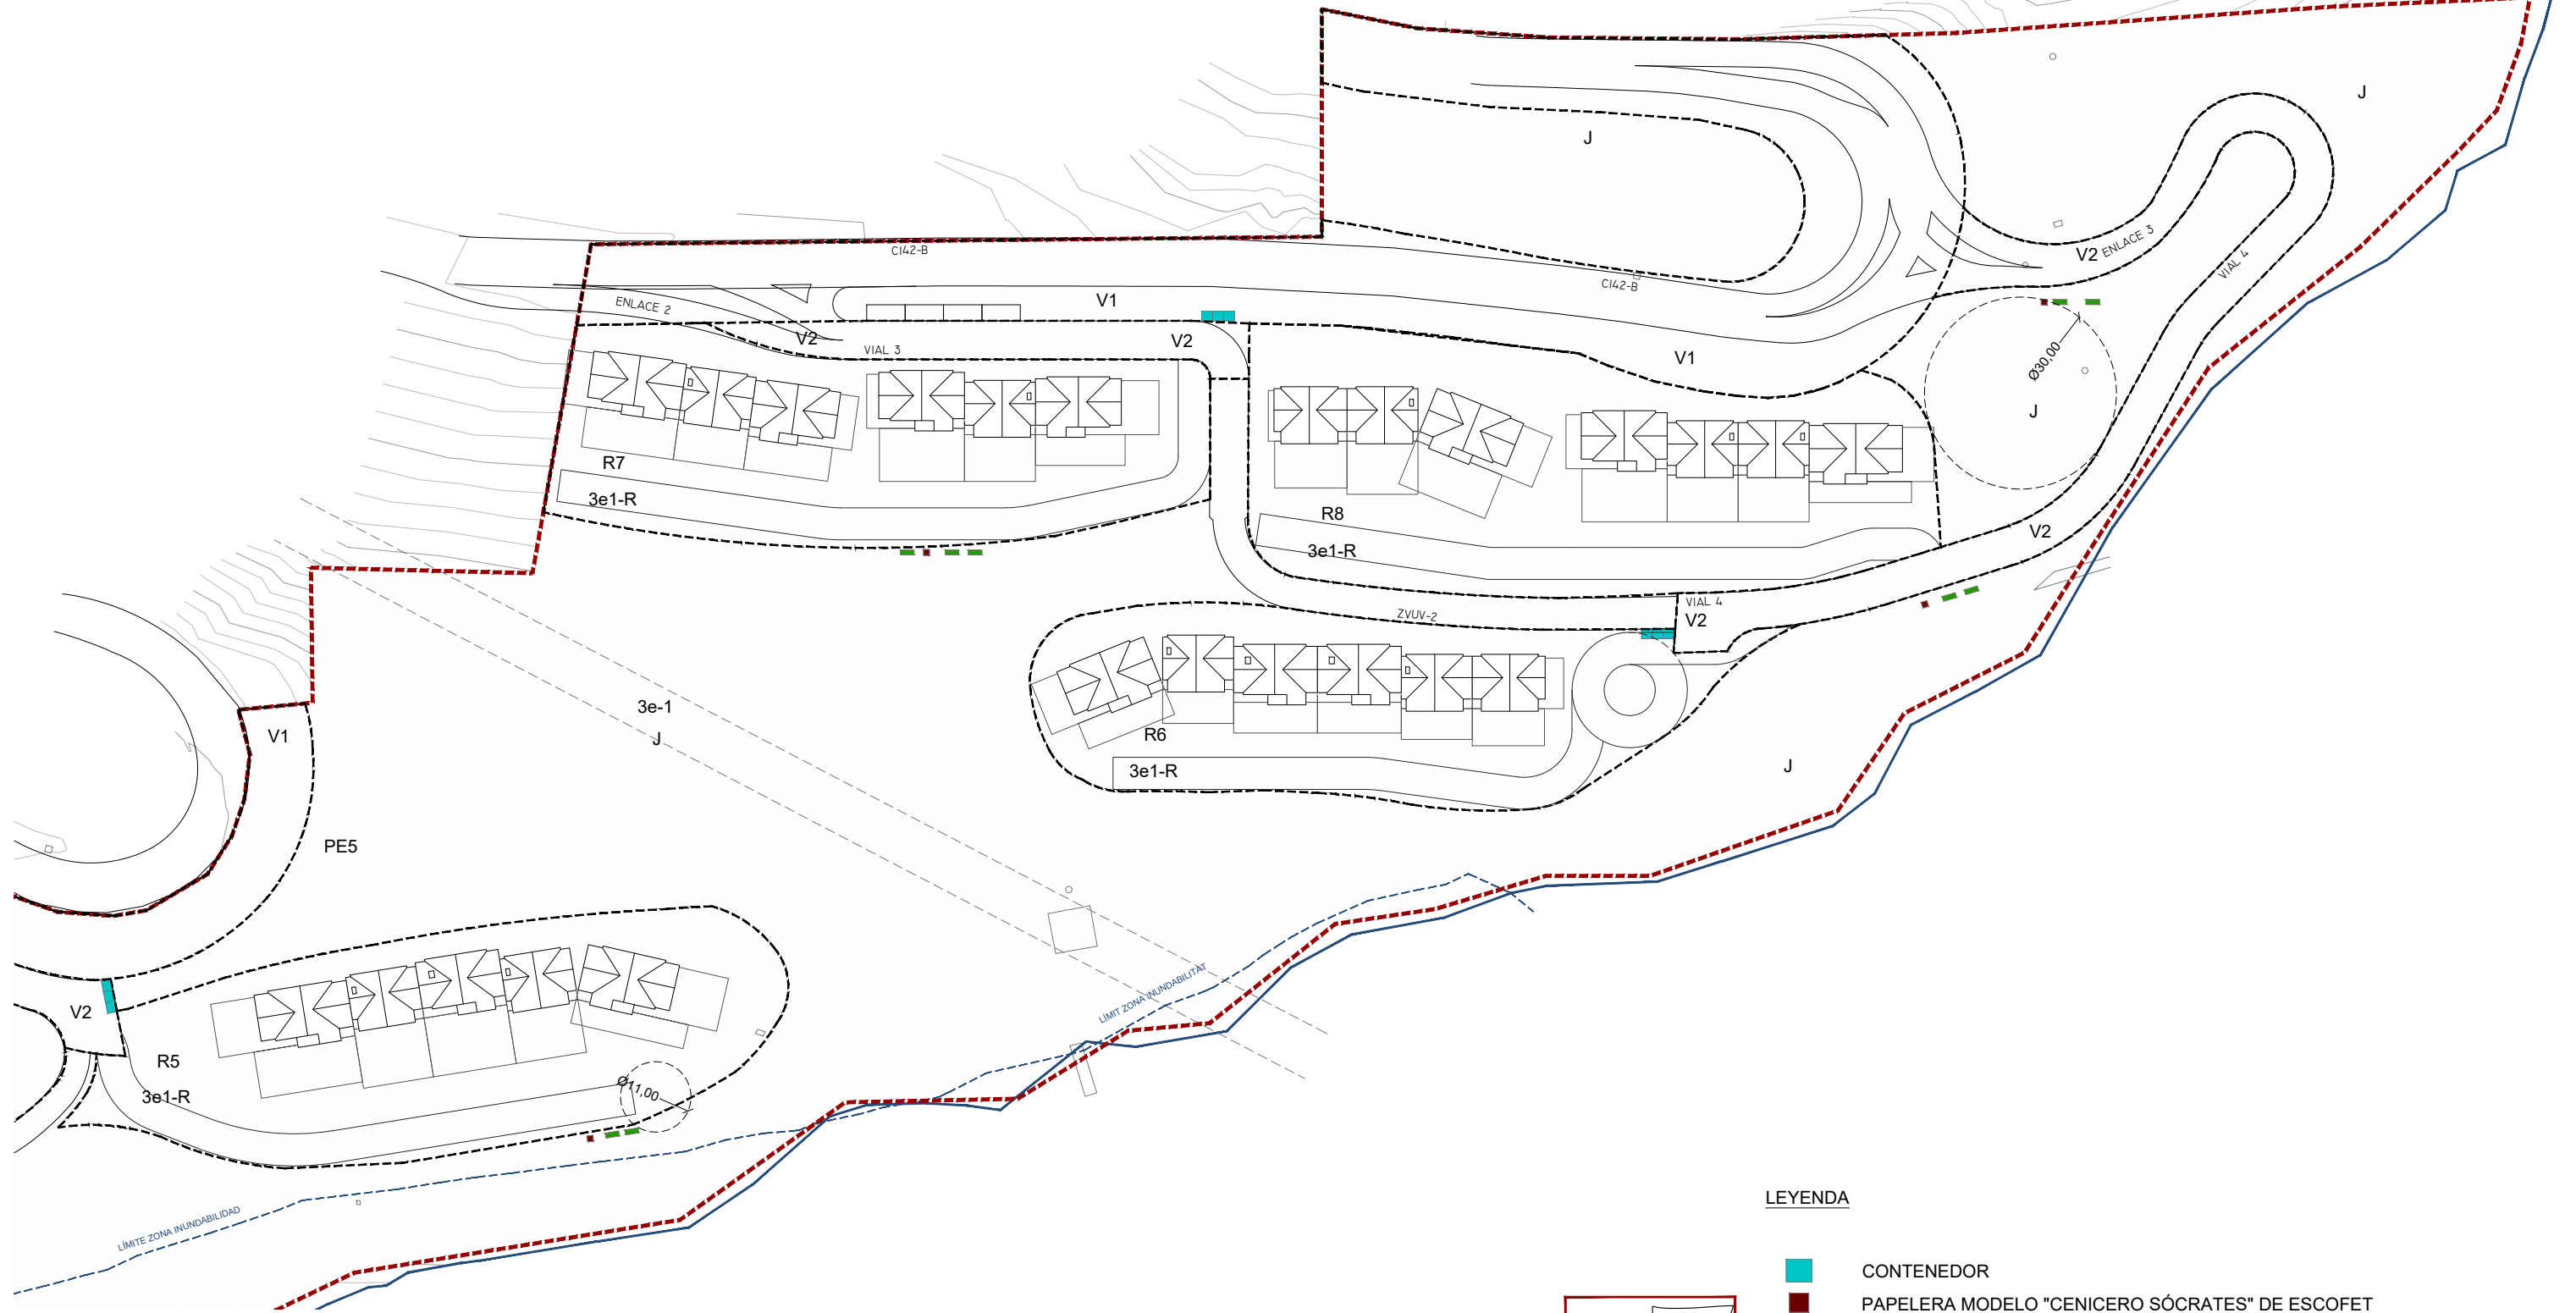 J
J
CI42-B
V2
ENLACE 3
VIAL 4
CI42-B
ENLACE 2
V1
V2
VIAL 3
V2
V1
Ø30,00
J
R7
3e1-R
R8
3e1-R
V2
ZVUV-2
VIAL 4
V2
3e-1
J
V1
R6
3e1-R
J
PE5
LÍMIT ZONA INUNDABILITAT
V2
R5
3e1-R
Ø11,00
LÍMITE ZONA INUNDABILIDAD
LEYENDA
CONTENEDOR
PAPELERA MODELO "CENICERO SÓCRATES" DE ESCOFET